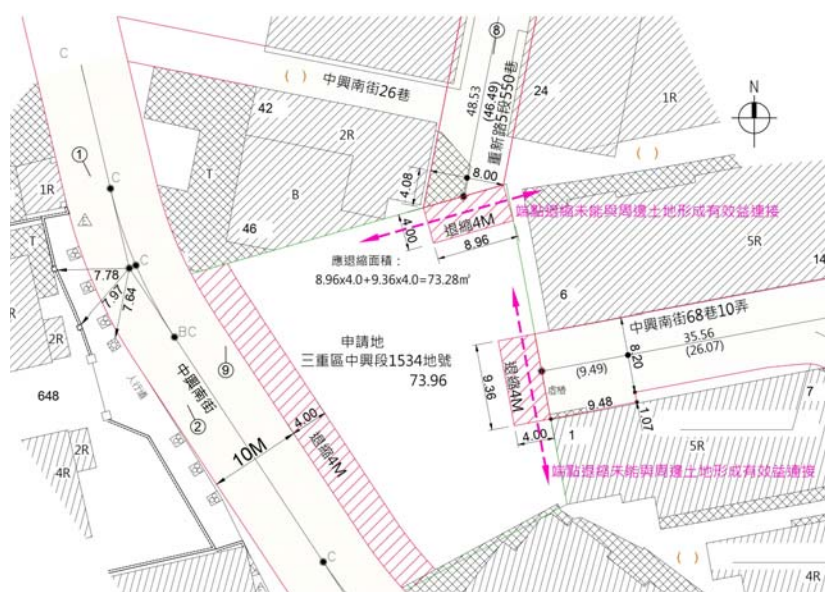 C
( )
中興南街26巷
8
48.53
(46.49)
重新路5段550巷
24
1R
N
42
2R
( )
1
C
T
B
1R
4.08
8.00
46
4.00
退縮4M
8.96
端點退縮未能與周邊土地形成有效益連接
5R
14
應退縮面積：
8.96x4.0+9.36x4.0=73.28㎡
T
C
7.78
7.97
7.64
2R
BC
6
申請地
三重區中興段1534地號
73.96
中興南街68巷10弄
35.56
(26.07)
(9.49)
8.20
9.36
退縮4M
9.48
1.07
4.00
1
7
5R
9
中興南街
2
人行道
648
4.00
退縮4M
10M
2R
4R
端點退縮未能與周邊土地形成有效益連接
C
( )
2R
4R